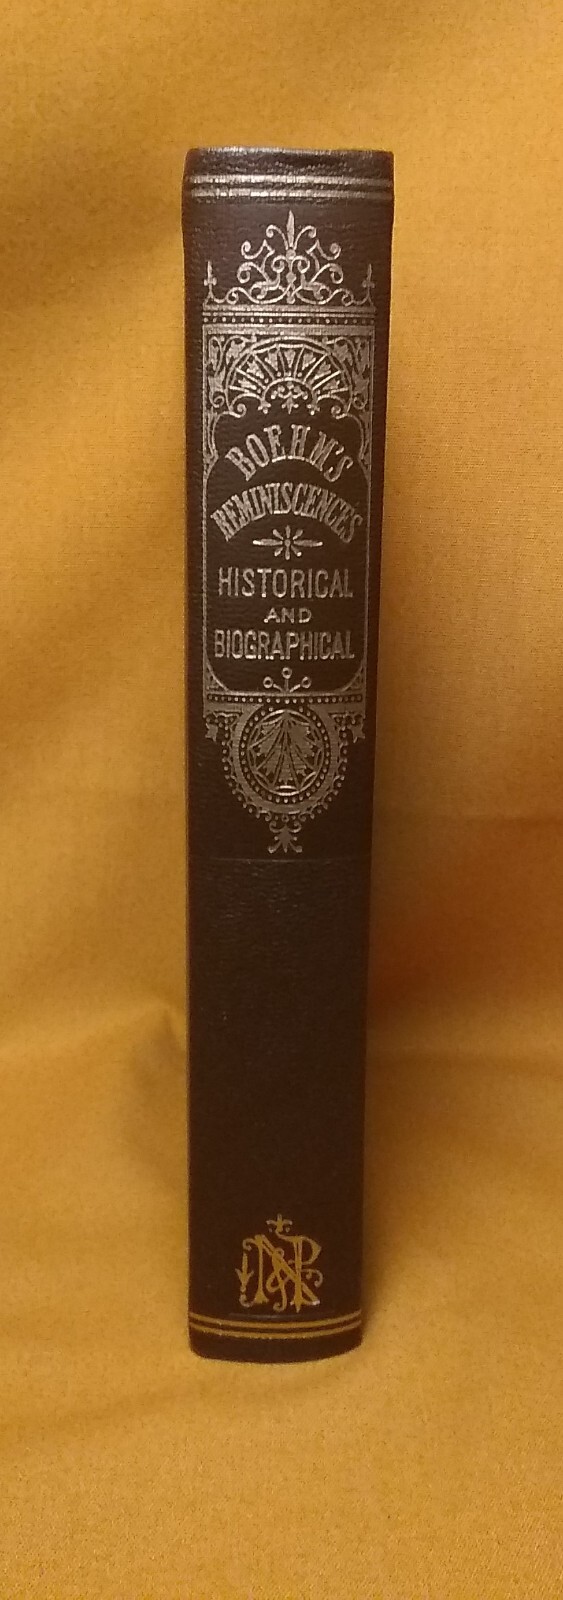 BOEHM'S
REMINISCENCES
HISTORICAL
AND
BIOGRAPHICAL